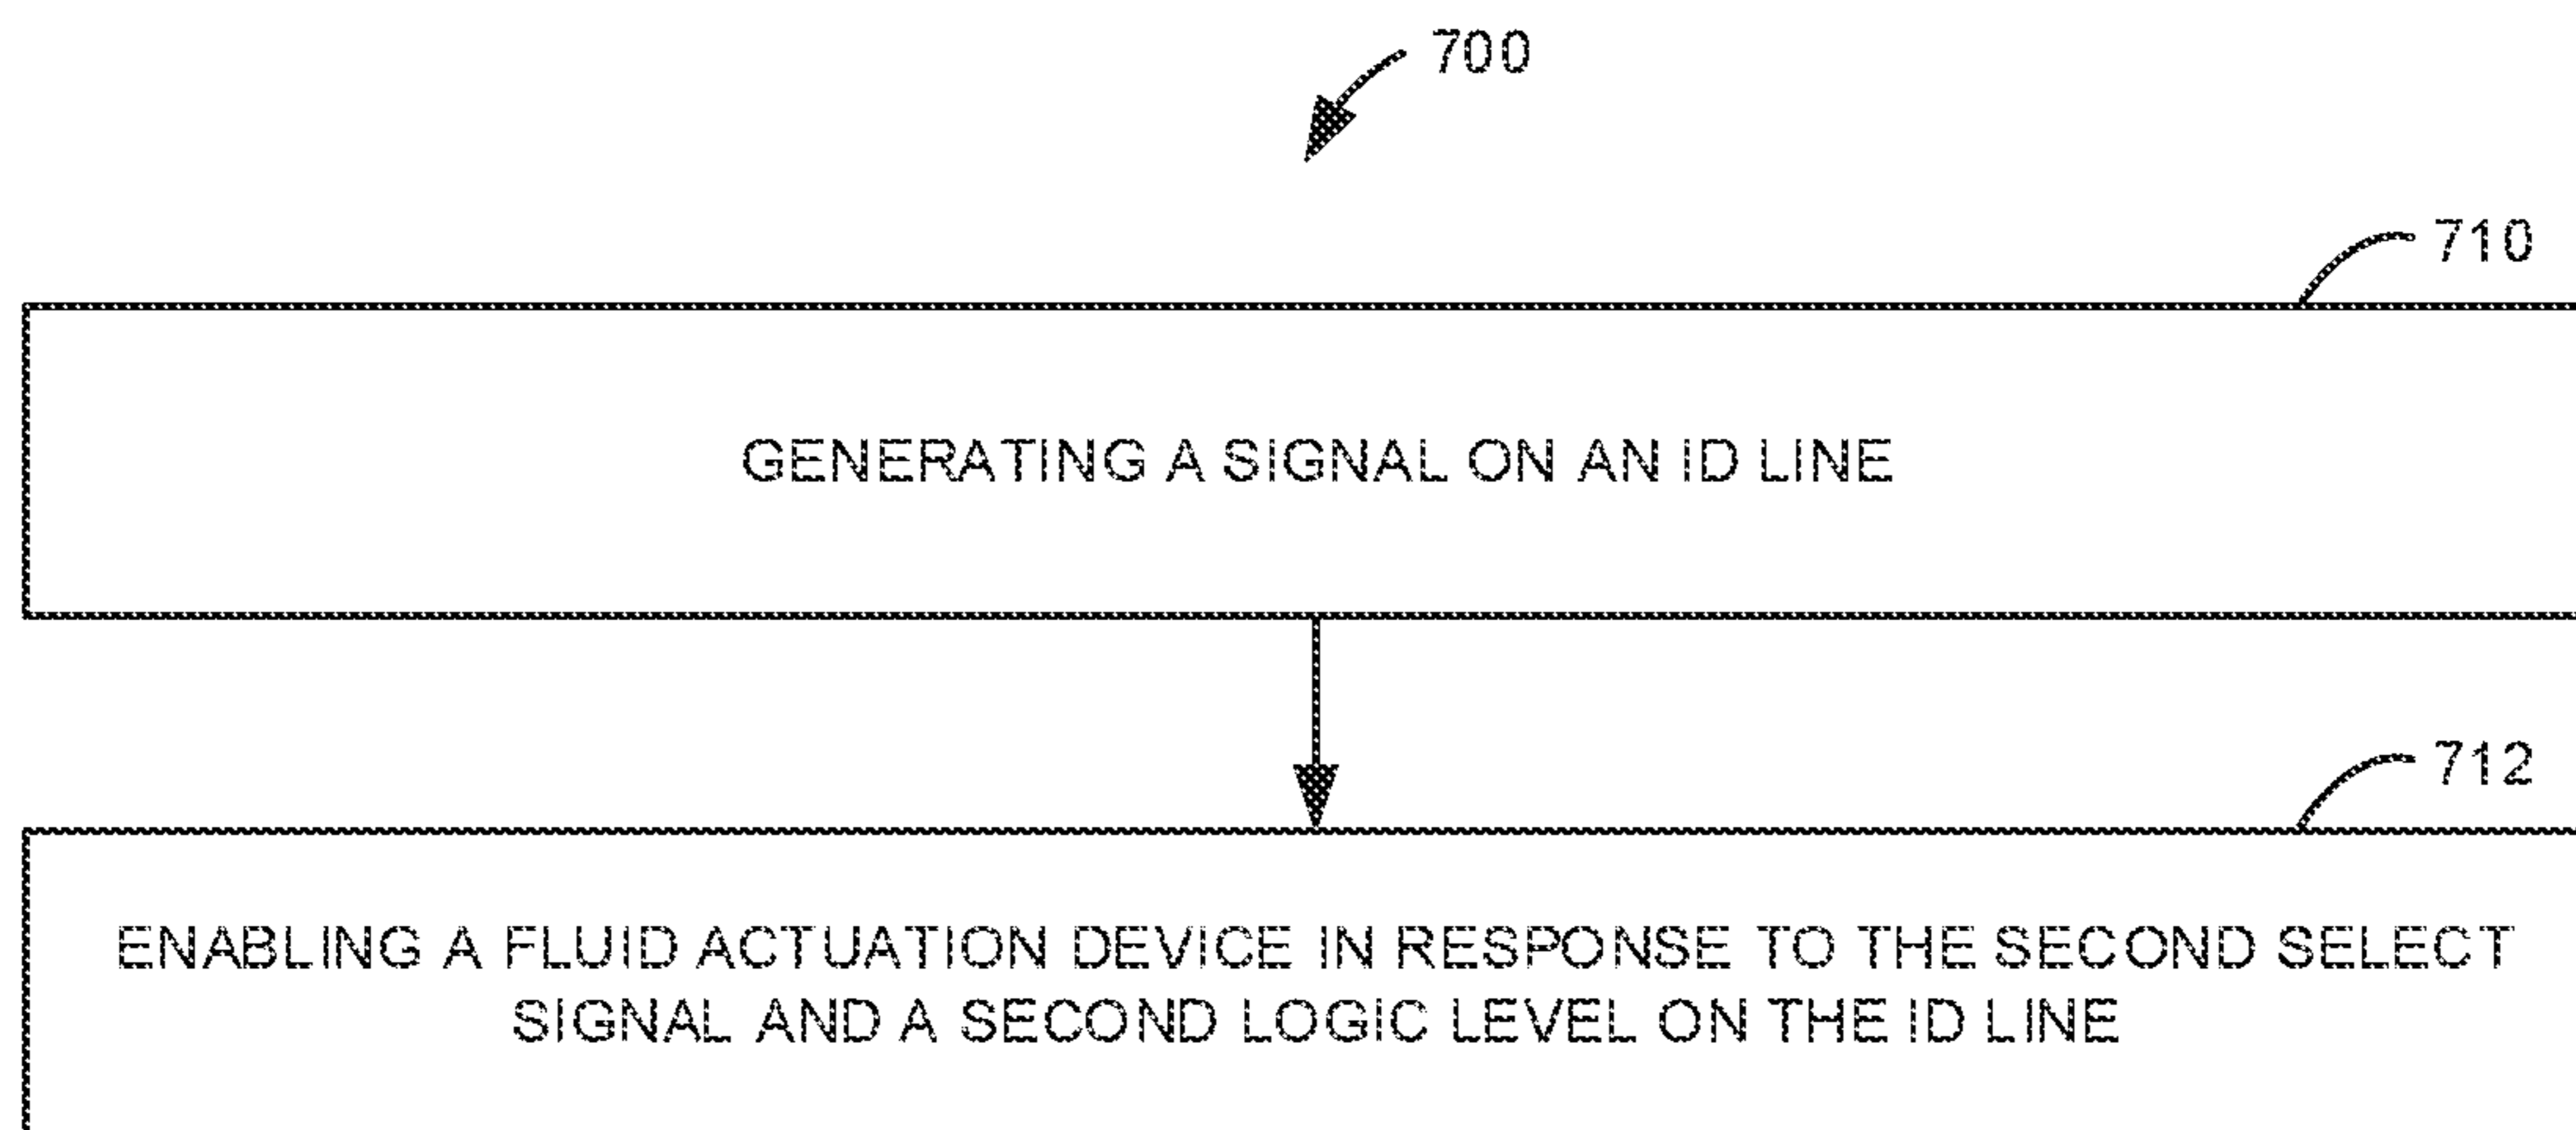 700
710
GENERATING A SIGNAL ON AN ID LINE
712
ENABLING A FLUID ACTUATION DEVICE IN RESPONSE TO THE SECOND SELECT
SIGNAL AND A SECOND LOGIC LEVEL ON THE ID LINE